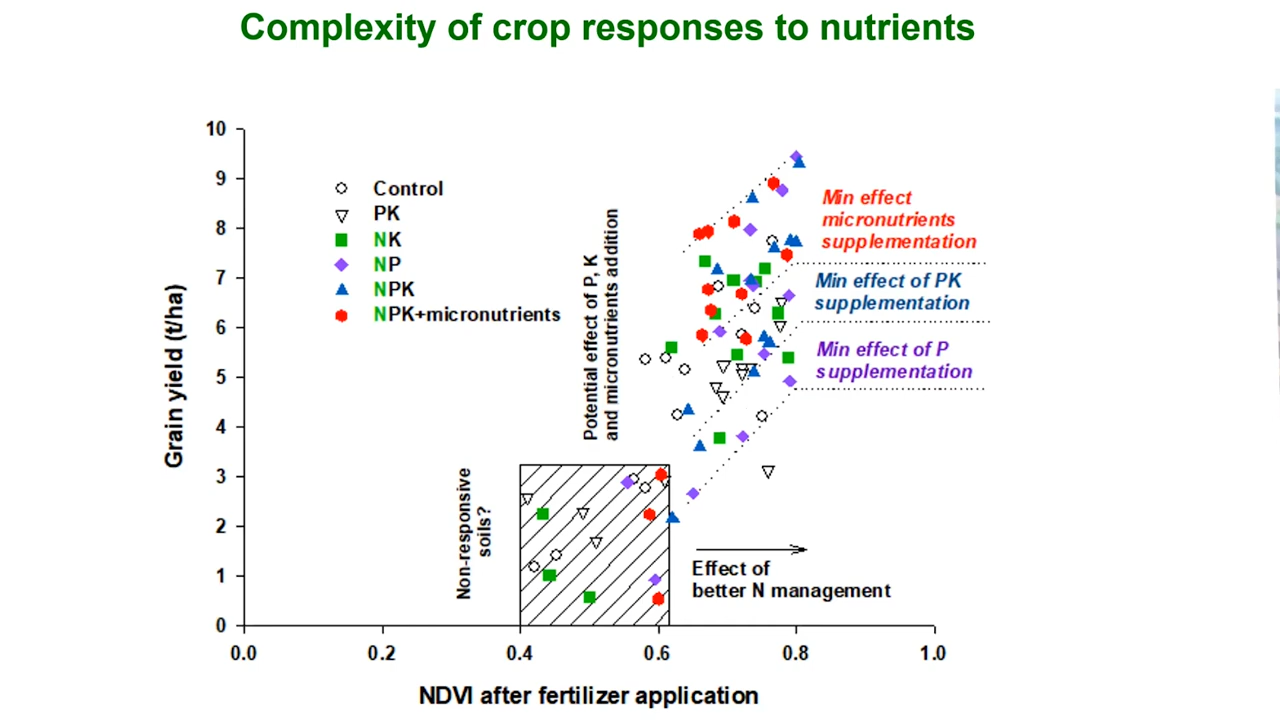 Complexity of crop responses to nutrients
10
9
8
7
6
5
4
3
2
1
0
Grain yield (t/ha)
Control
PK
NK
NP
NPK
NPK+micronutrients
Potential effect of P, K
and micronutrients addition
Min effect
micronutrients
supplementation
Min effect of PK
supplementation
Min effect of P
supplementation
Non-responsive
soils?
Effect of
better N management
0.0 0.2 0.4 0.6 0.8 1.0
NDVI after fertilizer application